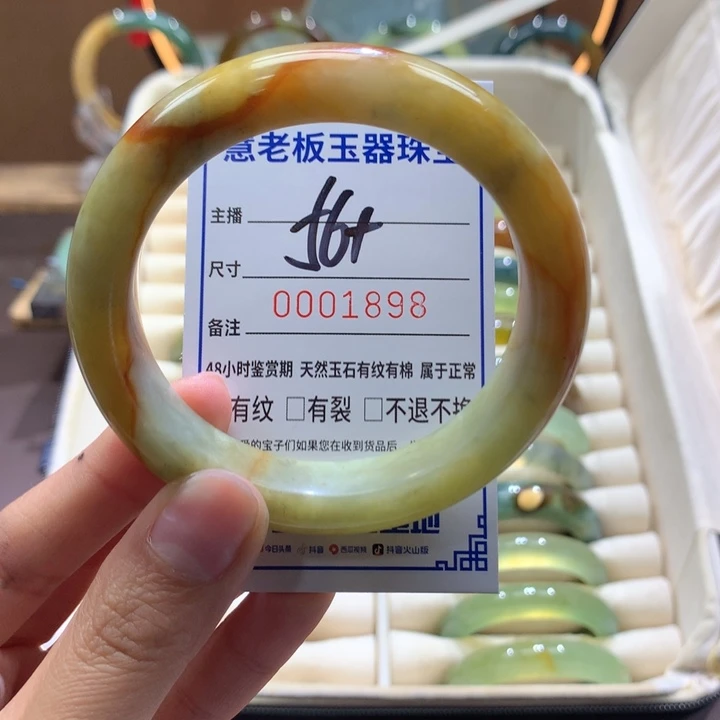 慧老板玉器珠宝
主播
56+
尺寸
0001898
备注
48小时鉴赏期 天然玉石有纹有棉 属于正常
有纹 □有裂 □不退不换
的宝子们如果您在收到货品后
今日头条 抖音 西瓜视频 抖音火山版